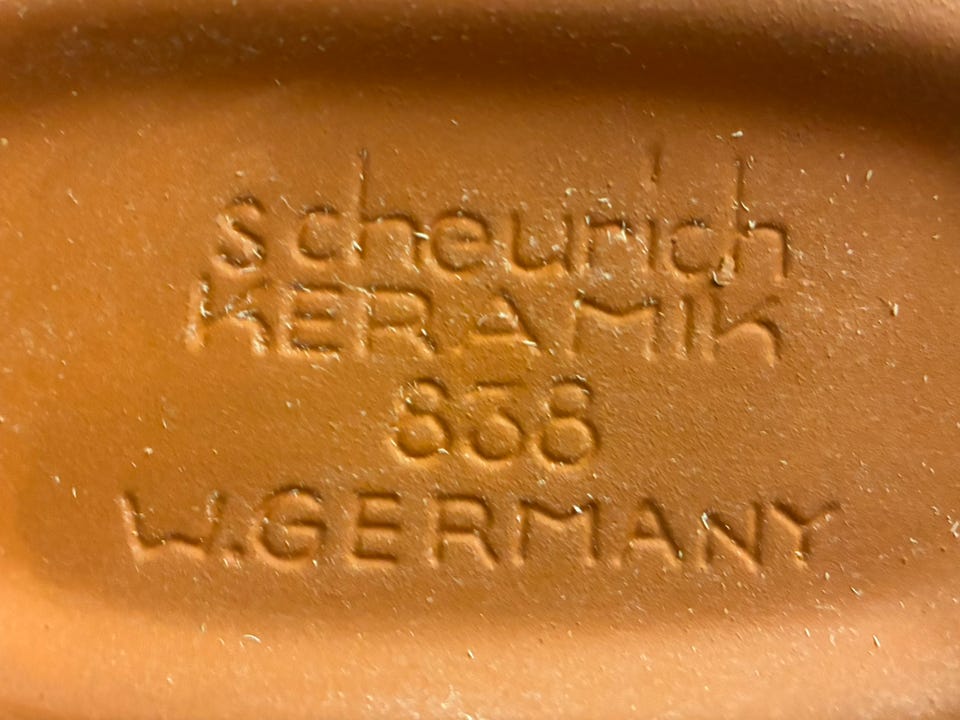 scheurich
KERAMIK
838
W.GERMANY